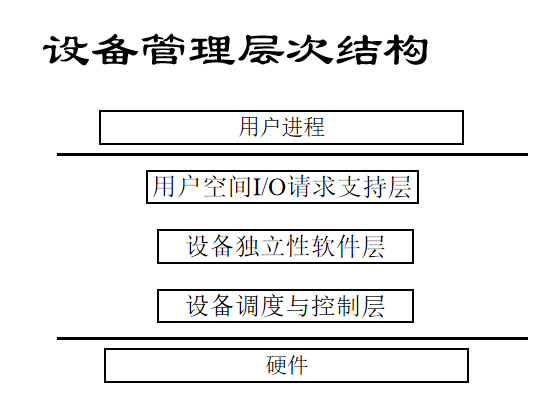 设备管理层次结构
用户进程
用户空间I/O请求支持层
设备独立性软件层
设备调度与控制层
硬件